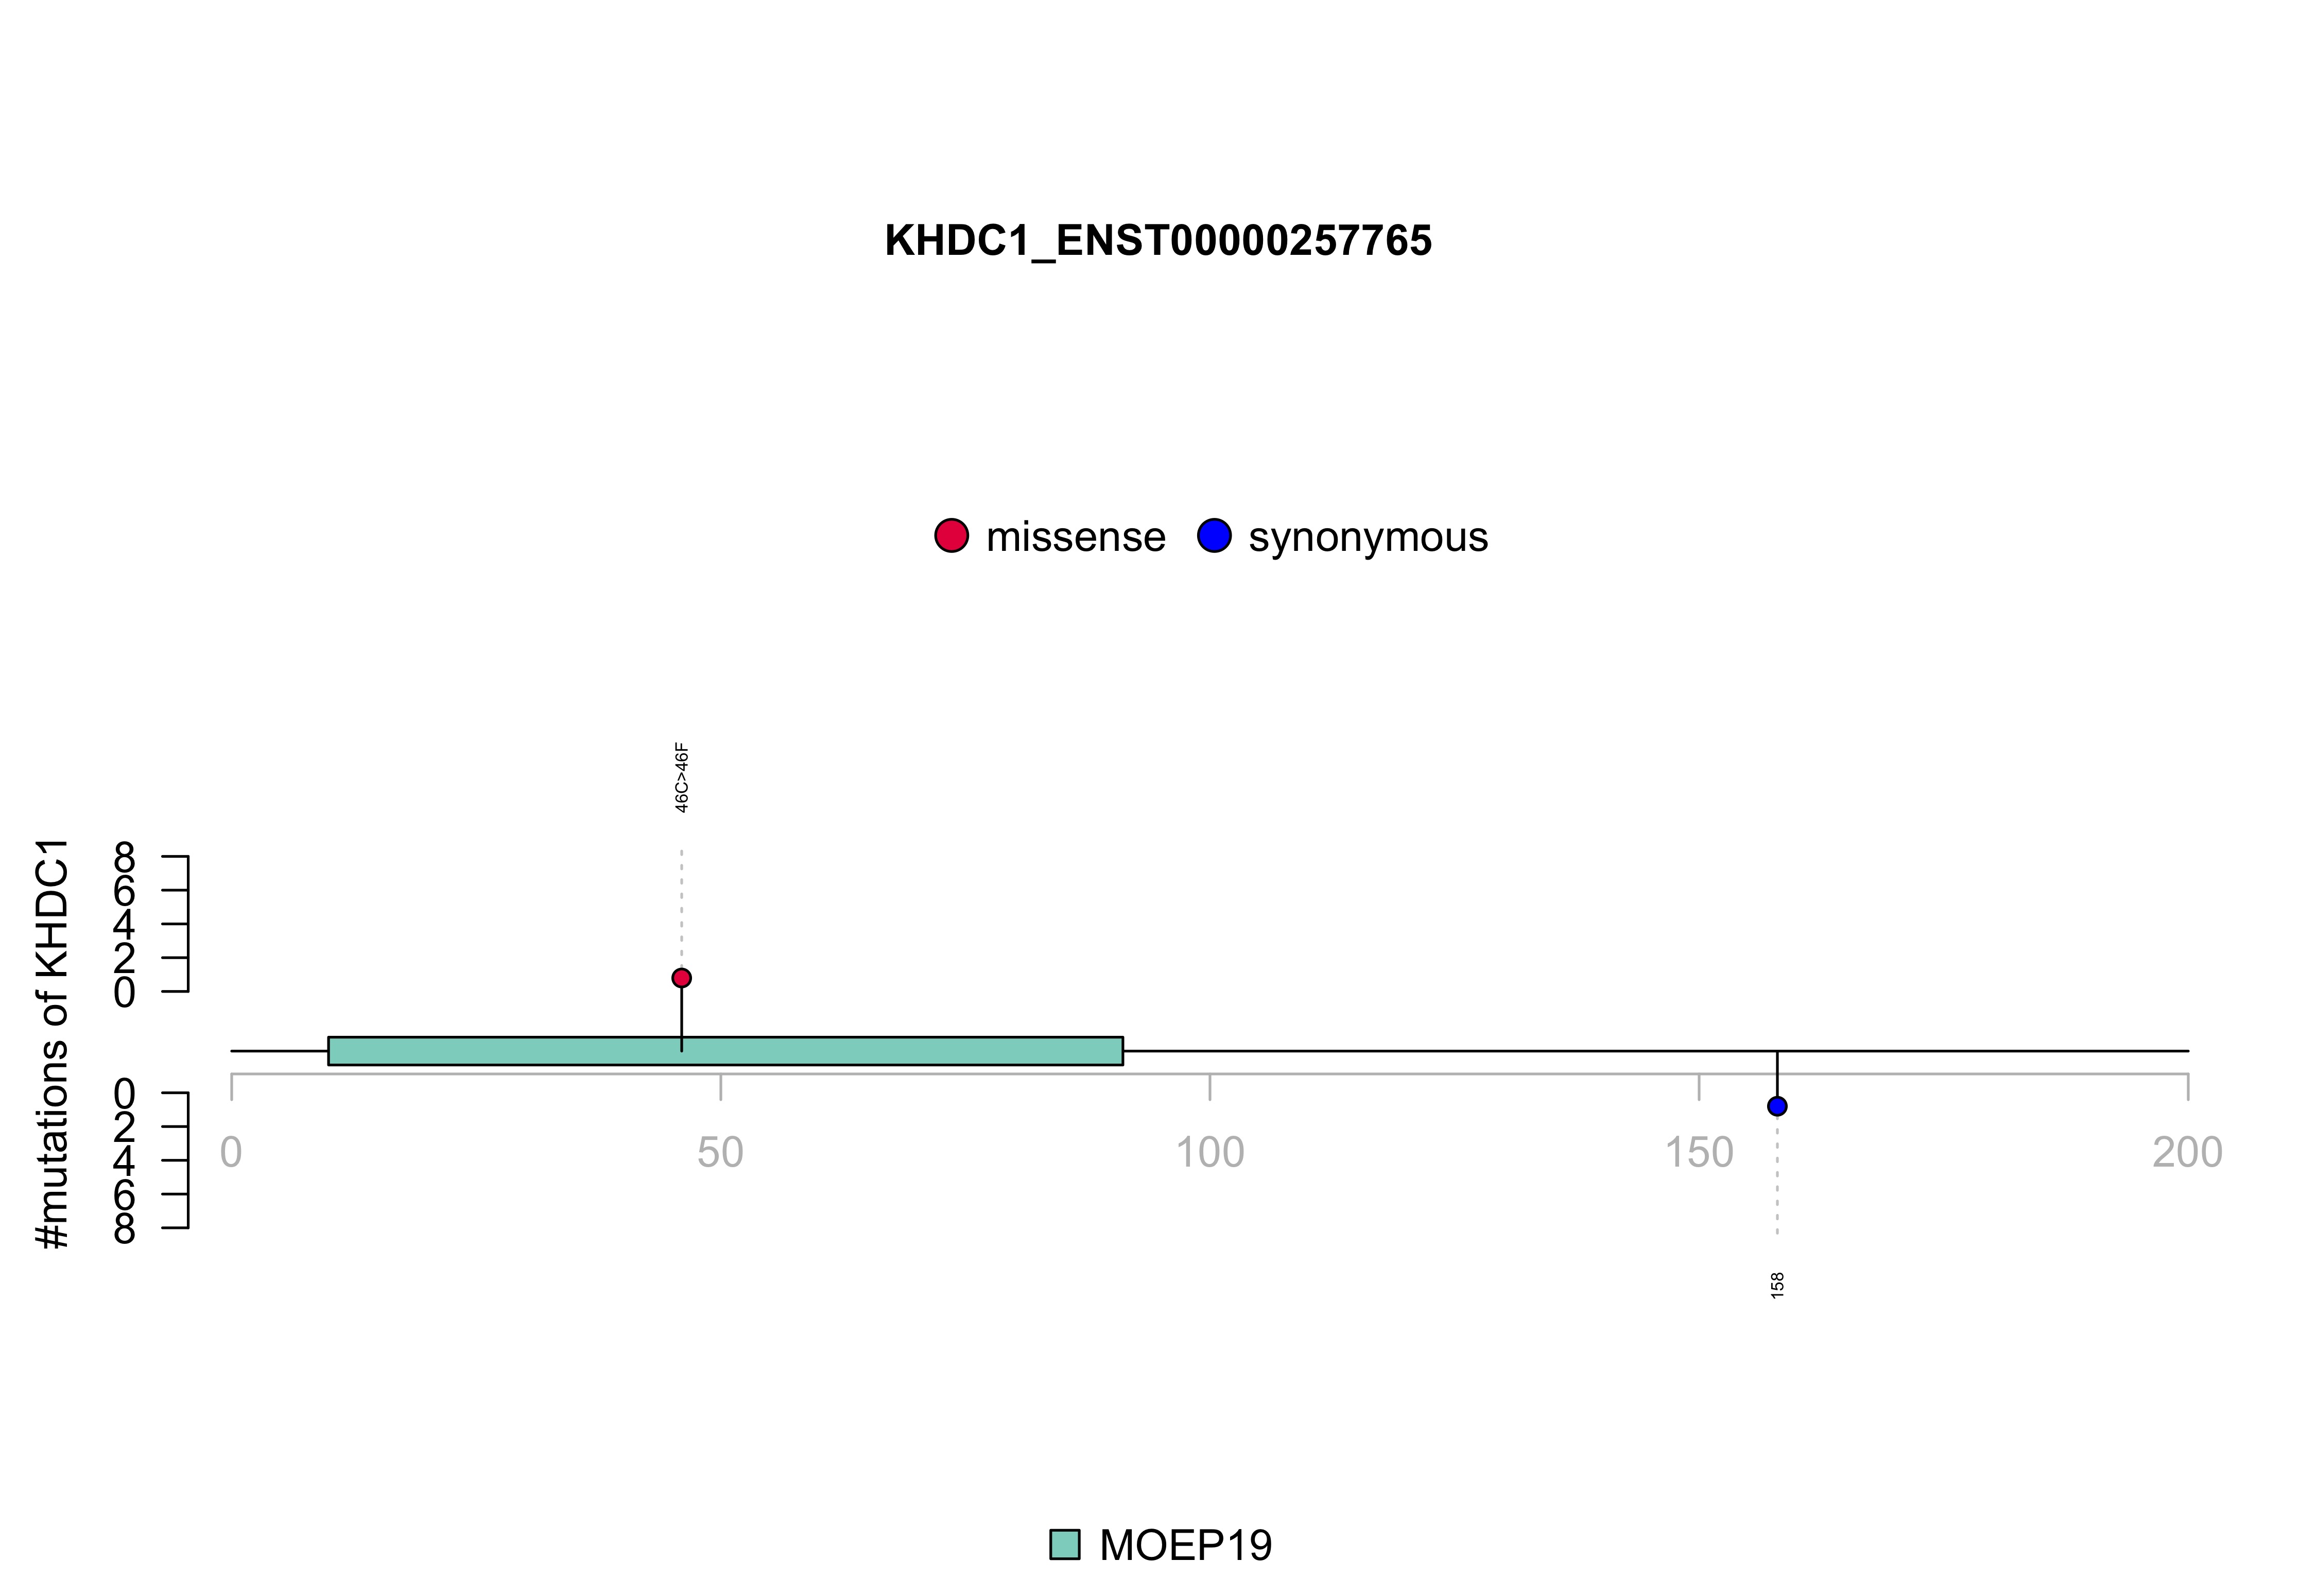 KHDC1_ENST00000257765
missense synonymous
46C>46F
#mutations of KHDC1
8
6
4
2
0
0
2
4
6
8
0 50 100 150 200
158
MOEP19